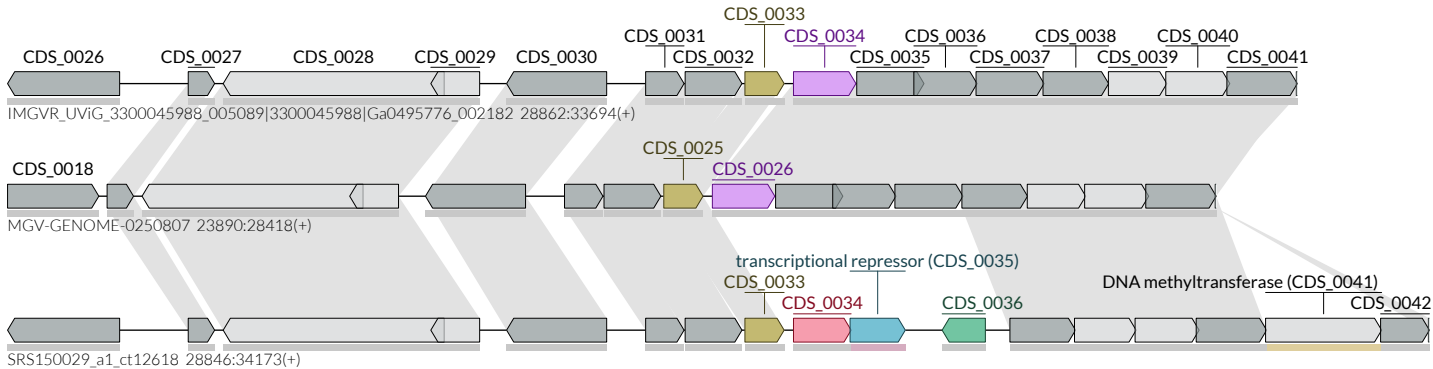 CDS_0033
CDS_0031 CDS_0034 CDS_0036 CDS_0038 CDS_0040
CDS_0026 CDS_0027 CDS_0028 CDS_0029 CDS_0030 CDS_0032 CDS_0035 CDS_0037 CDS_0039 CDS_0041
IMGVR_UViG_3300045988_005089|3300045988|Ga0495776_002182 28862:33694(+)
CDS_0025
CDS_0018 CDS_0026
MGV-GENOME-0250807 23890:28418(+)
transcriptional repressor (CDS_0035)
CDS_0033 DNA methyltransferase (CDS_0041)
CDS_0034 CDS_0036 CDS_0042
SRS150029_a1_ct12618 28846:34173(+)